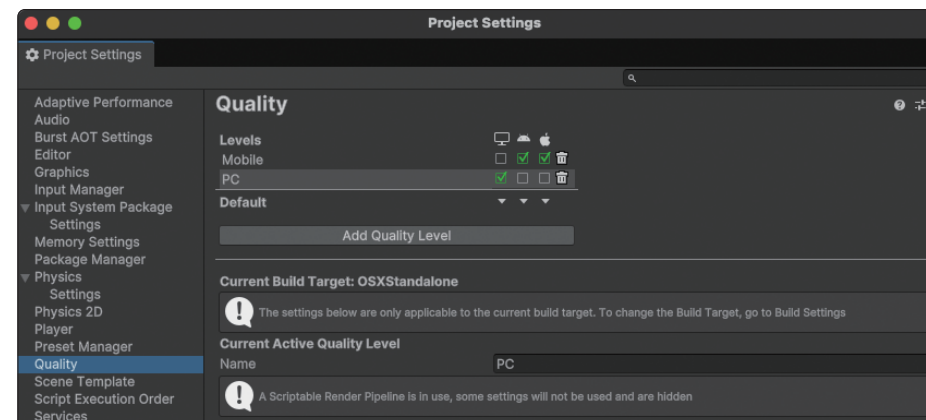 Project Settings
Project Settings
Adaptive Performance
Audio
Burst AOT Settings
Editor
Graphics
Input Manager
Input System Package
Settings
Memory Settings
Package Manager
Physics
Settings
Physics 2D
Player
Preset Manager
Quality
Scene Template
Script Execution Order
Services
Quality
Levels
Mobile
PC
Default
Add Quality Level
Current Build Target: OSXStandalone
The settings below are only applicable to the current build target. To change the Build Target, go to Build Settings
Current Active Quality Level
Name PC
A Scriptable Render Pipeline is in use, some settings will not be used and are hidden